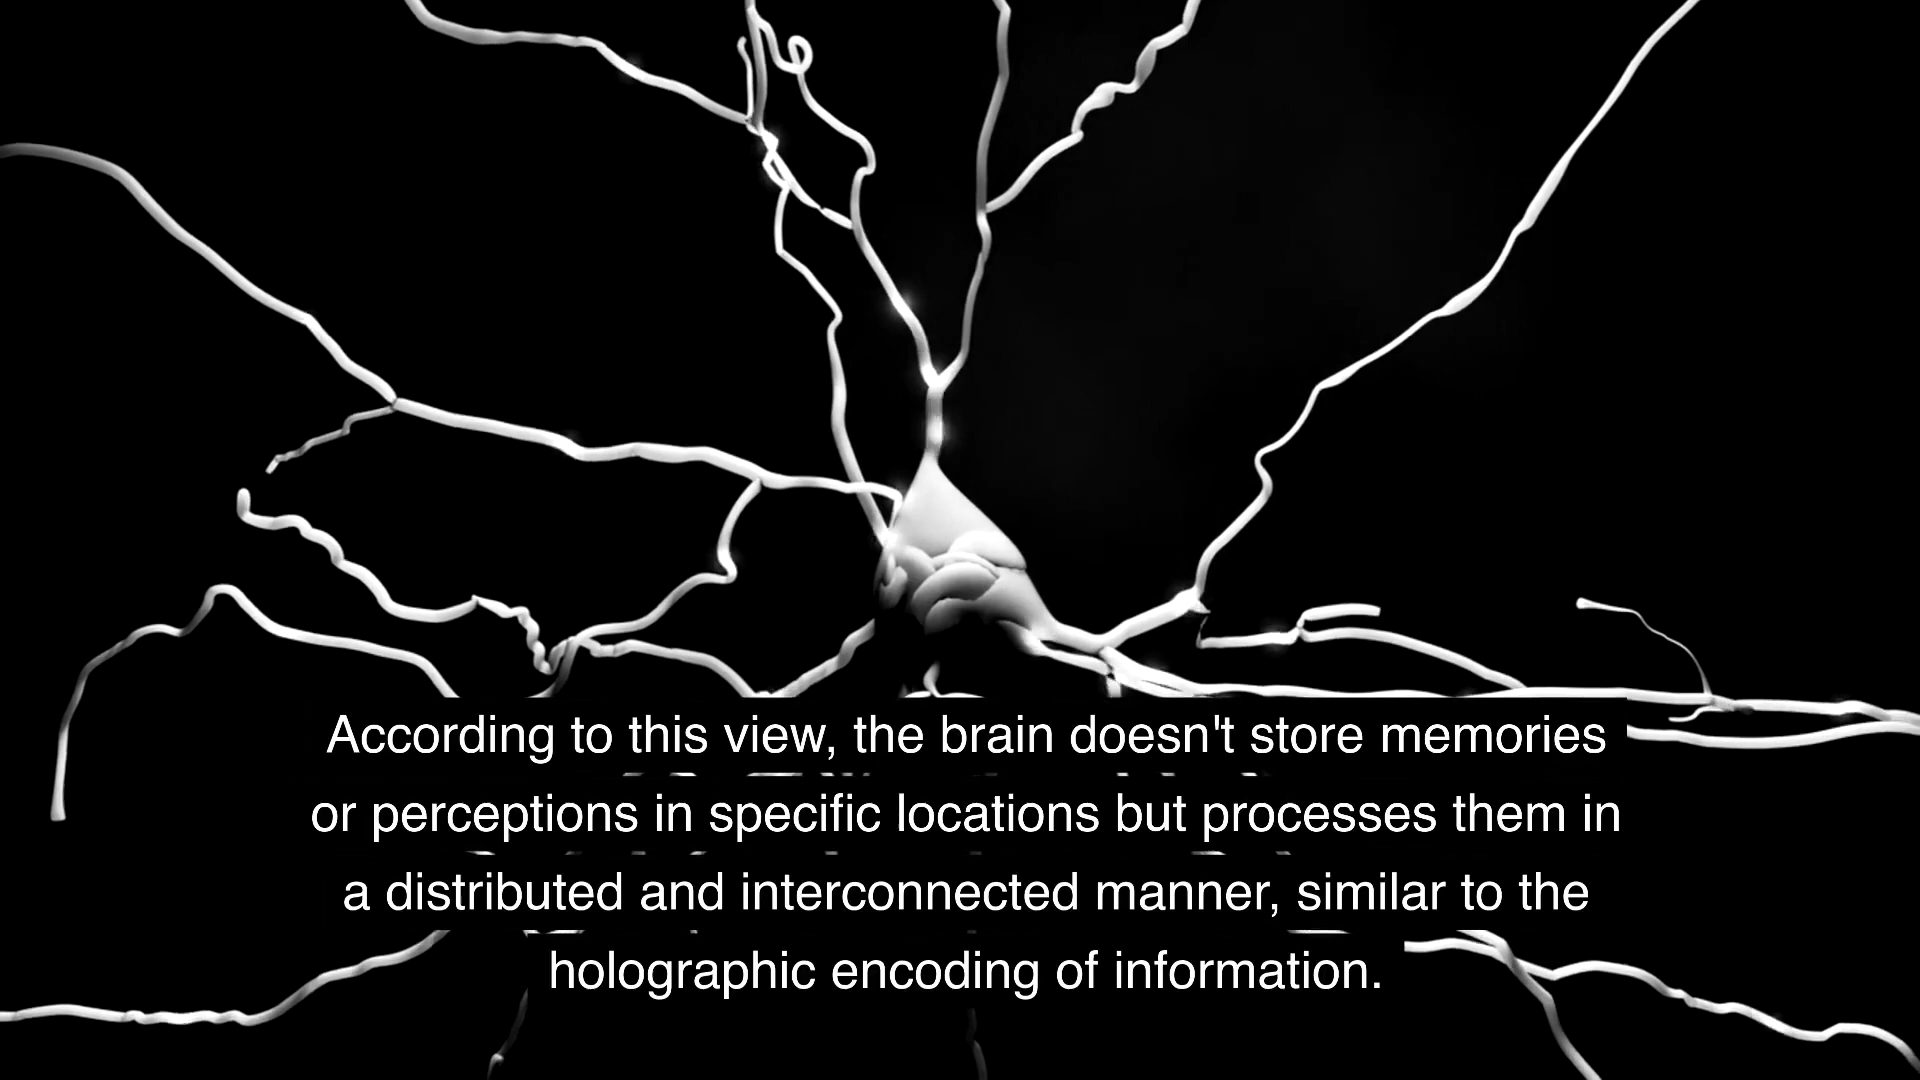 According to this view, the brain doesn't store memories
or perceptions in specific locations but processes them in
a distributed and interconnected manner, similar to the
holographic encoding of information.